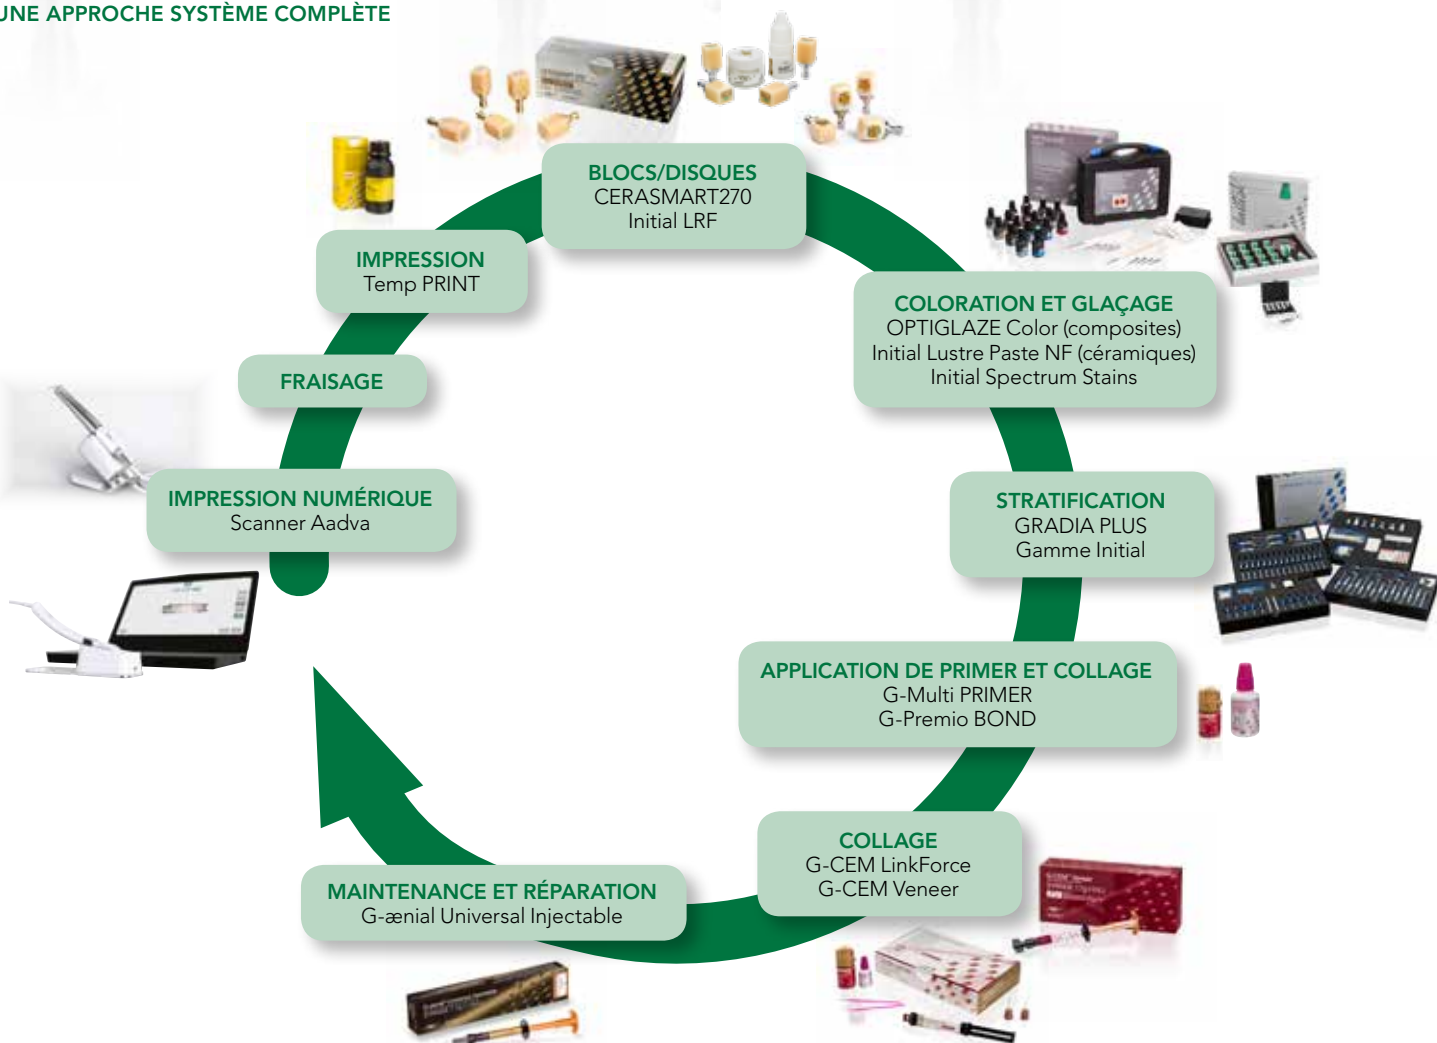 UNE APPROCHE SYSTÈME COMPLÈTE
BLOCS/DISQUES
CERASMART270
Initial LRF
IMPRESSION
Temp PRINT
COLORATION ET GLAÇAGE
OPTIGLAZE Color (composites)
Initial Lustre Paste NF (céramiques)
Initial Spectrum Stains
FRAISAGE
IMPRESSION NUMÉRIQUE
Scanner Aadva
STRATIFICATION
GRADIA PLUS
Gamme Initial
APPLICATION DE PRIMER ET COLLAGE
G-Multi PRIMER
G-Premio BOND
COLLAGE
G-CEM LinkForce
G-CEM Veneer
MAINTENANCE ET RÉPARATION
G-ænial Universal Injectable